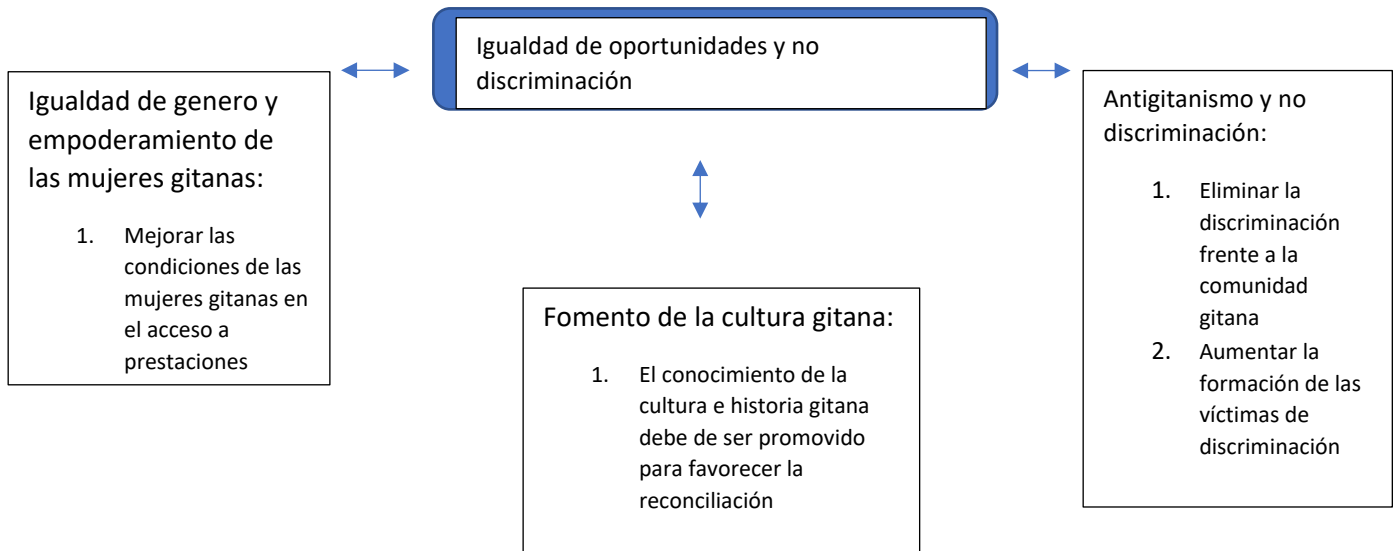 Igualdad de oportunidades y no
discriminación
Igualdad de genero y
empoderamiento de
las mujeres gitanas:
1. Mejorar las
condiciones de las
mujeres gitanas en
el acceso a
prestaciones
Fomento de la cultura gitana:
1. El conocimiento de la
cultura e historia gitana
debe de ser promovido
para favorecer la
reconciliación
Antigitanismo y no
discriminación:
1. Eliminar la
discriminación
frente a la
comunidad
gitana
2. Aumentar la
formación de las
víctimas de
discriminación